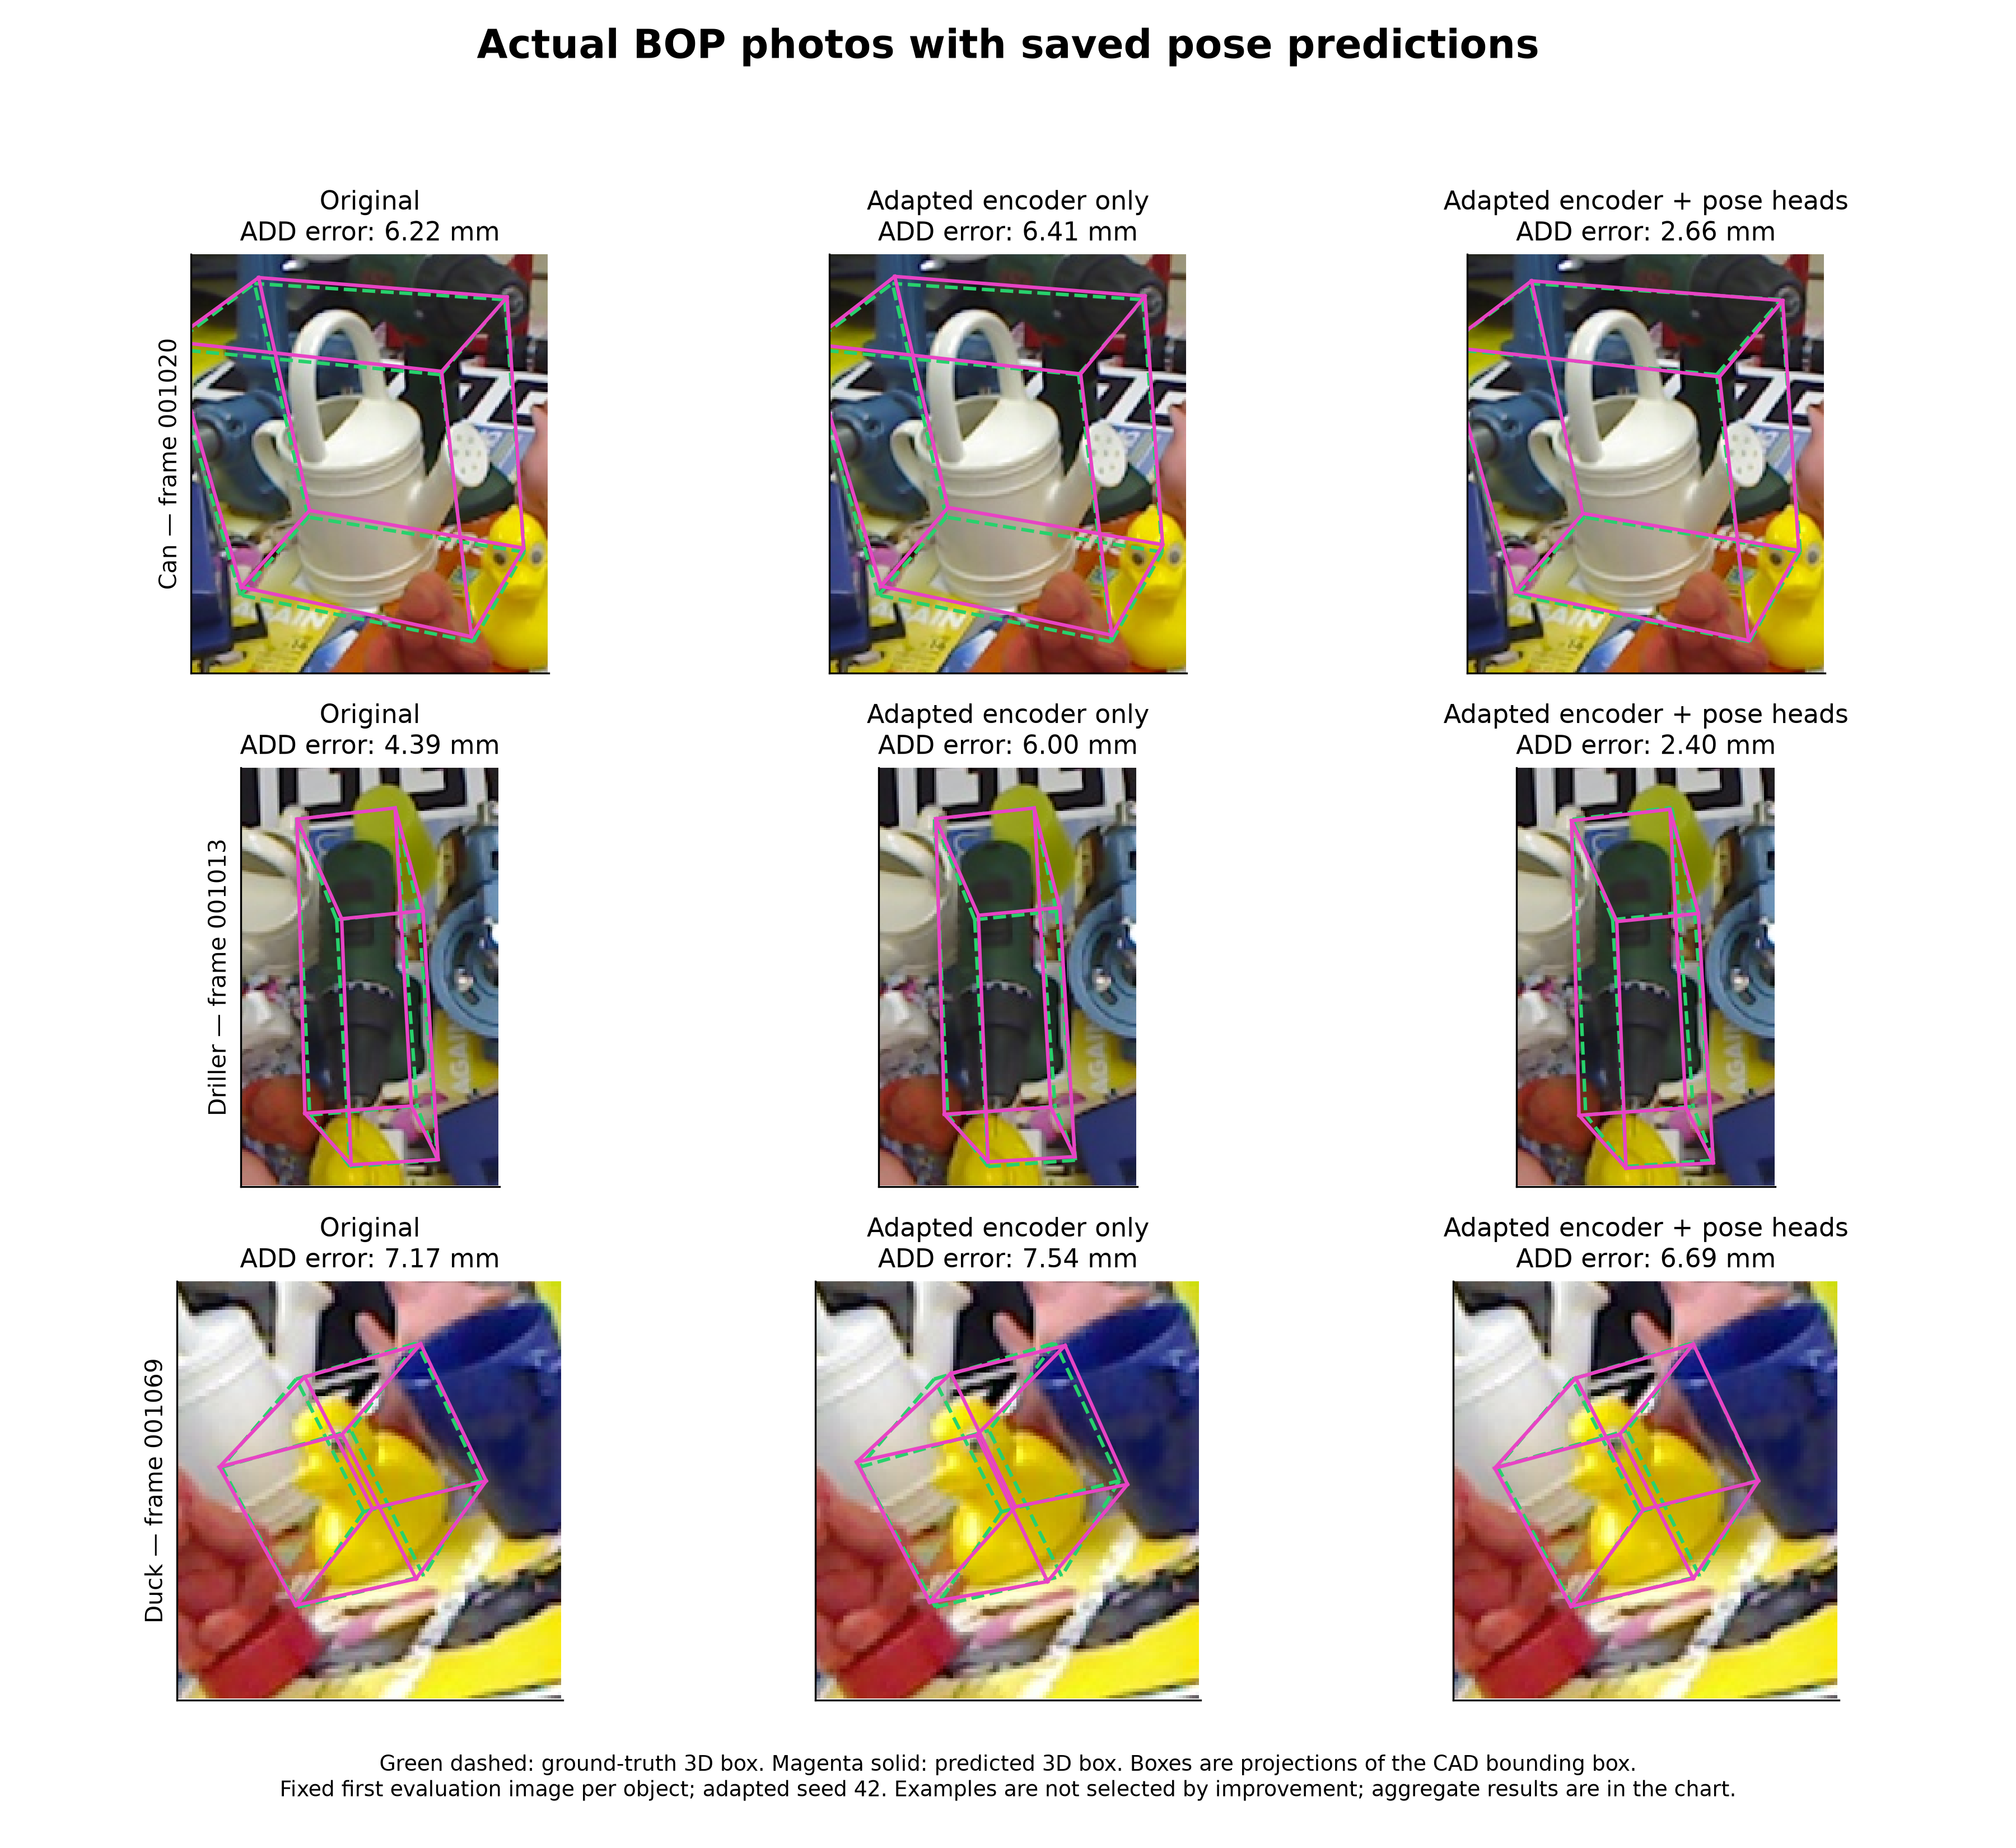 Actual BOP photos with saved pose predictions
Original
ADD error: 6.22 mm
Adapted encoder only
ADD error: 6.41 mm
Adapted encoder + pose heads
ADD error: 2.66 mm
Can — frame 001020
Original
ADD error: 4.39 mm
Adapted encoder only
ADD error: 6.00 mm
Adapted encoder + pose heads
ADD error: 2.40 mm
Driller — frame 001013
AGAIN
AGAIN
AGAIN
Original
ADD error: 7.17 mm
Adapted encoder only
ADD error: 7.54 mm
Adapted encoder + pose heads
ADD error: 6.69 mm
Duck — frame 001069
Green dashed: ground-truth 3D box. Magenta solid: predicted 3D box. Boxes are projections of the CAD bounding box.
Fixed first evaluation image per object; adapted seed 42. Examples are not selected by improvement; aggregate results are in the chart.